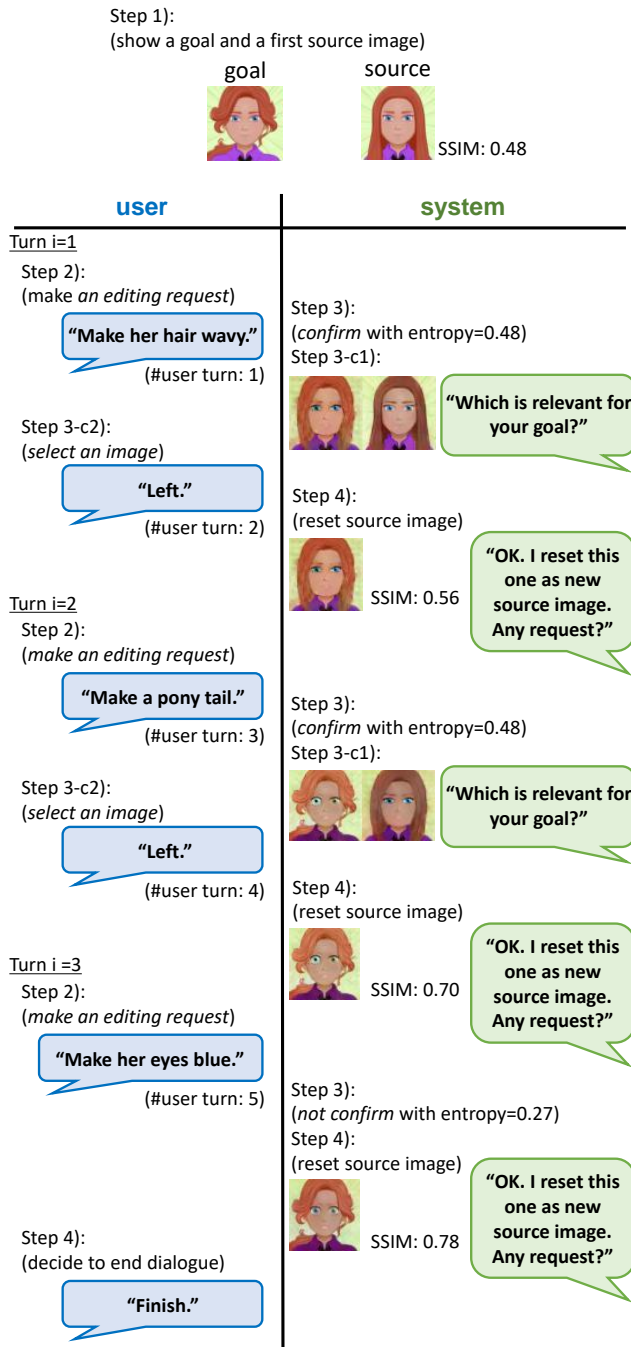 Step 1):
(show a goal and a first source image)
goal
source
SSIM: 0.48
user
system
Turn i=1
Step 2):
(make an editing request)
“Make her hair wavy.”
(#user turn: 1)
Step 3):
(confirm with entropy=0.48)
Step 3-c1):
“Which is relevant for
your goal?”
Step 3-c2):
(select an image)
“Left.”
(#user turn: 2)
Step 4):
(reset source image)
SSIM: 0.56
“OK. I reset this
one as new
source image.
Any request?”
Turn i=2
Step 2):
(make an editing request)
“Make a pony tail.”
(#user turn: 3)
Step 3):
(confirm with entropy=0.48)
Step 3-c1):
“Which is relevant for
your goal?”
Step 3-c2):
(select an image)
“Left.”
(#user turn: 4)
Step 4):
(reset source image)
SSIM: 0.70
“OK. I reset this
one as new
source image.
Any request?”
Turn i =3
Step 2):
(make an editing request)
“Make her eyes blue.”
(#user turn: 5)
Step 3):
(not confirm with entropy=0.27)
Step 4):
(reset source image)
SSIM: 0.78
“OK. I reset this
one as new
source image.
Any request?”
Step 4):
(decide to end dialogue)
“Finish.”